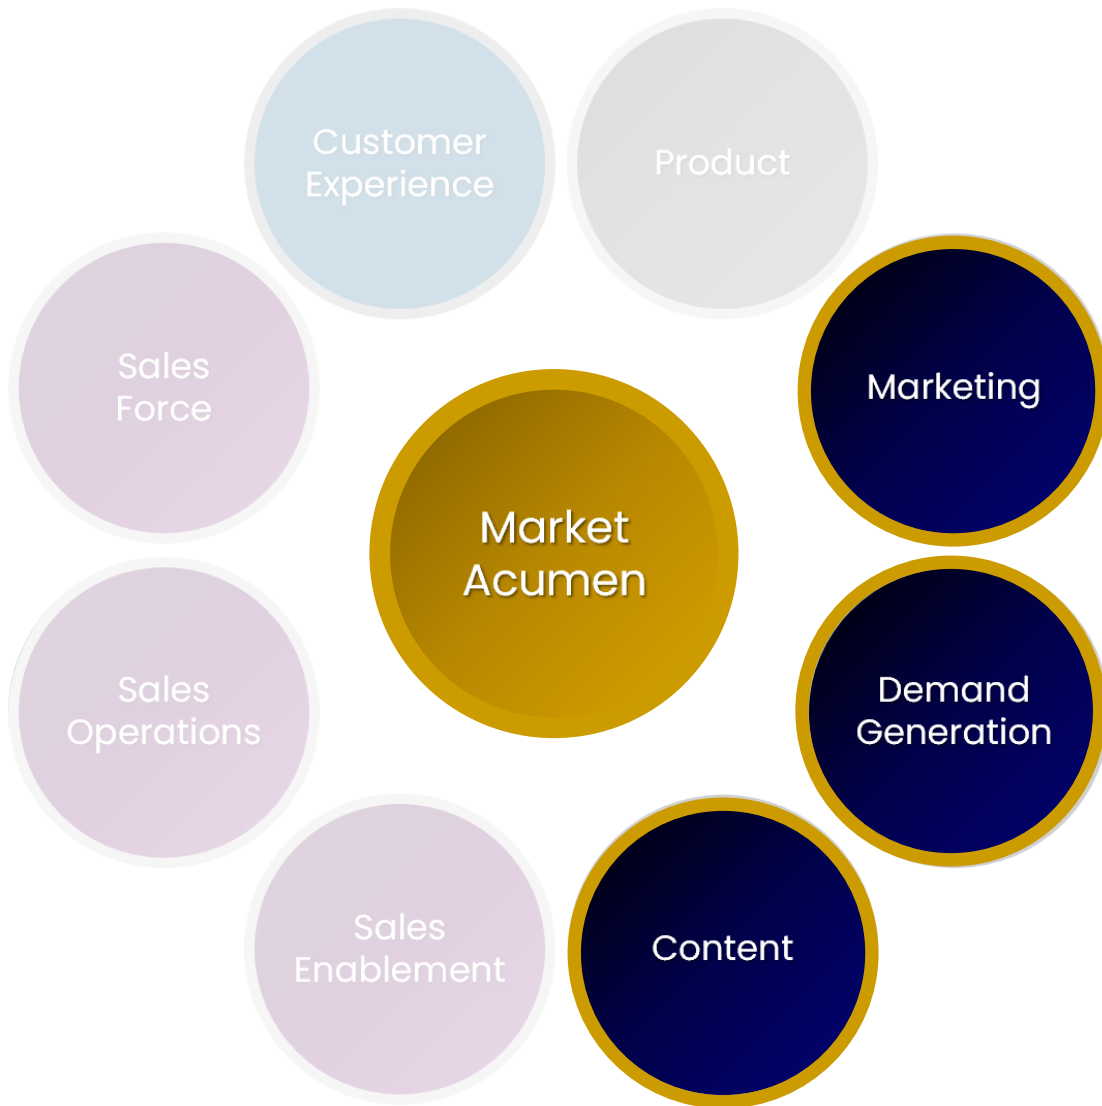 Customer
Experience
Product
Sales
Force
Marketing
Market
Acumen
Sales
Operations
Demand
Generation
Sales
Enablement
Content